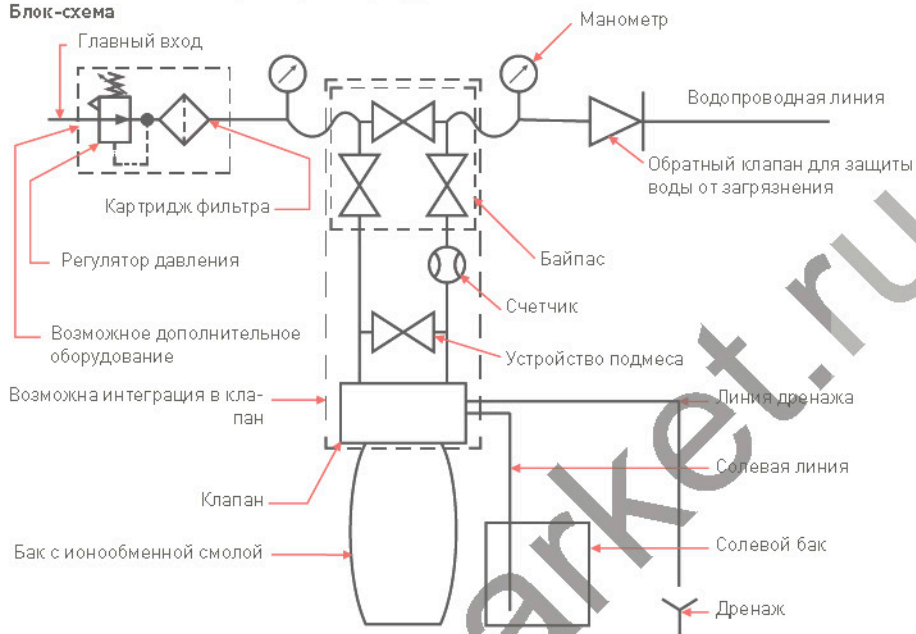 Блок-схема
Главный вход
Манометр
Водопроводная линия
Обратный клапан для защиты
воды от загрязнения
Картридж фильтра
Регулятор давления
Байпас
Счетчик
Возможное дополнительное
оборудование
Устройство подмеса
Возможна интеграция в кла-
пан
Линия дренажа
Солевая линия
Клапан
Бак с ионообменной смолой
Солевой бак
Дренаж
arket.ru